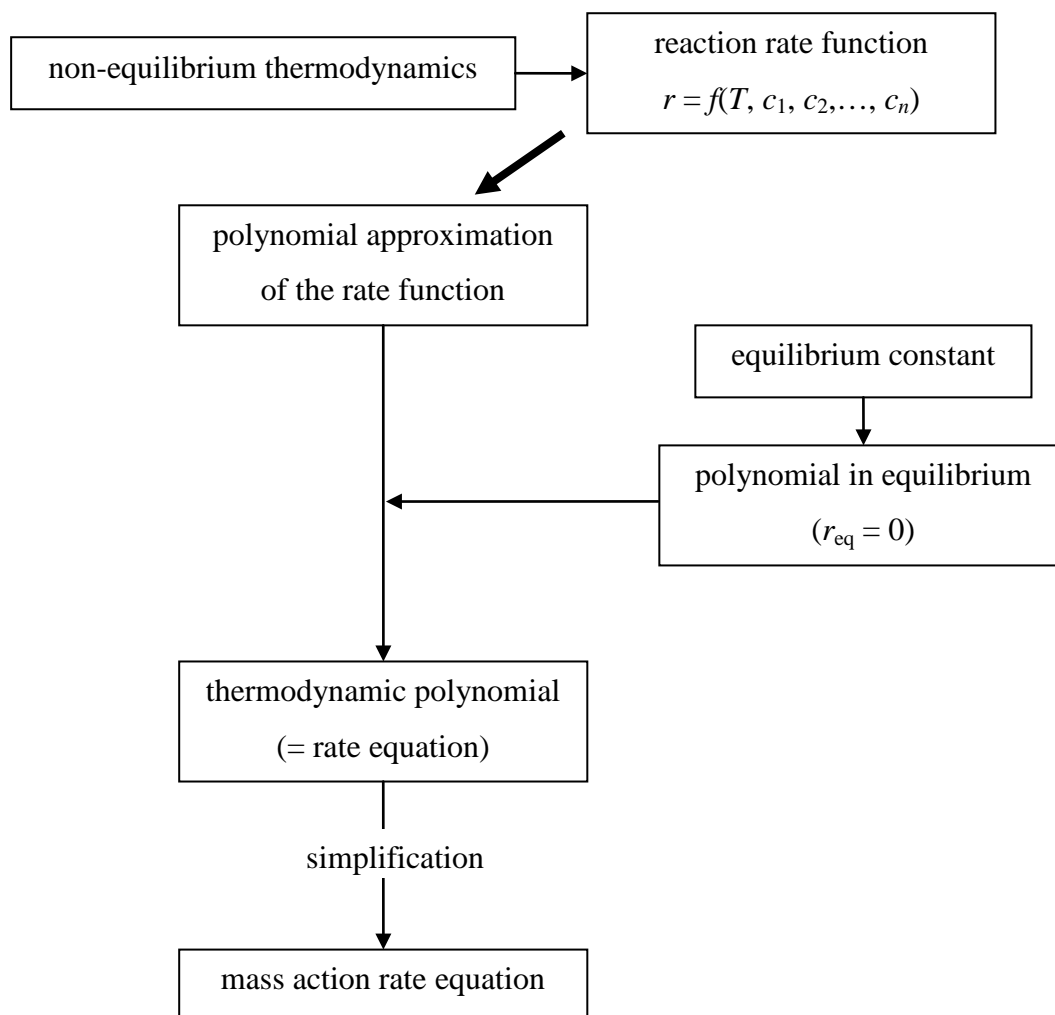 non-equilibrium thermodynamics
reaction rate function
r = f(T, c₁, c₂,…, cₙ)
polynomial approximation
of the rate function
equilibrium constant
polynomial in equilibrium
(r_eq = 0)
thermodynamic polynomial
(= rate equation)
simplification
mass action rate equation